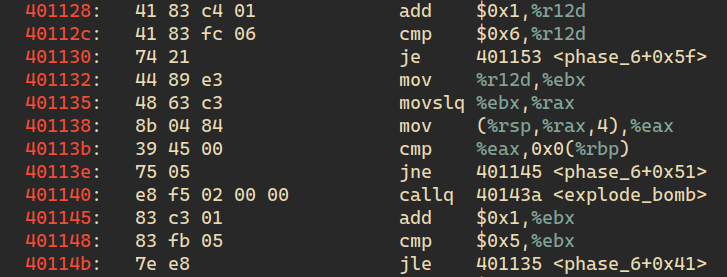 401128: 41 83 c4 01 add $0x1,%r12d
40112c: 41 83 fc 06 cmp $0x6,%r12d
401130: 74 21 je 401153 <phase_6+0x5f>
401132: 44 89 e3 mov %r12d,%ebx
401135: 48 63 c3 movslq %ebx,%rax
401138: 8b 04 84 mov (%rsp,%rax,4),%eax
40113b: 39 45 00 cmp %eax,0x0(%rbp)
40113e: 75 05 jne 401145 <phase_6+0x51>
401140: e8 f5 02 00 00 callq 40143a <explode_bomb>
401145: 83 c3 01 add $0x1,%ebx
401148: 83 fb 05 cmp $0x5,%ebx
40114b: 7e e8 jle 401135 <phase_6+0x41>